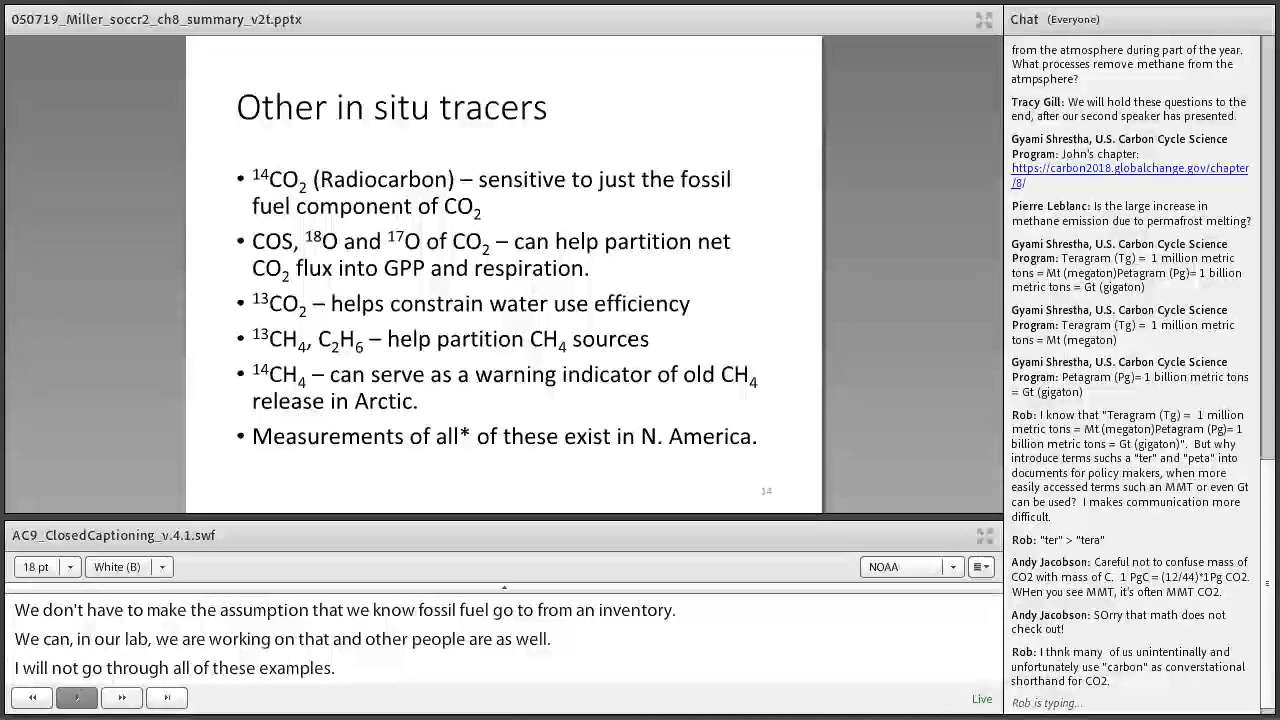 050719_Miller_soccr2_ch8_summary_v2t.pptx
Other in situ tracers
• ¹⁴CO₂ (Radiocarbon) – sensitive to just the fossil
fuel component of CO₂
• COS, ¹⁸O and ¹⁷O of CO₂ – can help partition net
CO₂ flux into GPP and respiration.
• ¹³CO₂ – helps constrain water use efficiency
• ¹³CH₄, C₂H₆ – help partition CH₄ sources
• ¹⁴CH₄ – can serve as a warning indicator of old CH₄
release in Arctic.
• Measurements of all* of these exist in N. America.
14
AC9_ClosedCaptioning_v.4.1.swf
18 pt
White (B)
NOAA
We don't have to make the assumption that we know fossil fuel go to from an inventory.
We can, in our lab, we are working on that and other people are as well.
I will not go through all of these examples.
Live
Chat (Everyone)
from the atmosphere during part of the year.
What processes remove methane from the
atmpsphere?
Tracy Gill: We will hold these questions to the
end, after our second speaker has presented.
Gyami Shrestha, U.S. Carbon Cycle Science
Program: John's chapter:
https://carbon2018.globalchange.gov/chapter
/8/
Pierre Leblanc: Is the large increase in
methane emission due to permafrost melting?
Gyami Shrestha, U.S. Carbon Cycle Science
Program: Teragram (Tg) = 1 million metric
tons = Mt (megaton)Petagram (Pg)= 1 billion
metric tons = Gt (gigaton)
Gyami Shrestha, U.S. Carbon Cycle Science
Program: Teragram (Tg) = 1 million metric
tons = Mt (megaton)
Gyami Shrestha, U.S. Carbon Cycle Science
Program: Petagram (Pg)= 1 billion metric tons
= Gt (gigaton)
Rob: I know that "Teragram (Tg) = 1 million
metric tons = Mt (megaton)Petagram (Pg)= 1
billion metric tons = Gt (gigaton)". But why
introduce terms suchs a "ter" and "peta" into
documents for policy makers, when more
easily accessed terms such an MMT or even Gt
can be used? I makes communication more
difficult.
Rob: "ter" > "tera"
Andy Jacobson: Careful not to confuse mass of
CO2 with mass of C. 1 PgC = (12/44)*1Pg CO2.
WHen you see MMT, it's often MMT CO2.
Andy Jacobson: SOrry that math does not
check out!
Rob: I thnk many of us unintentionally and
unfortunately use "carbon" as converstational
shorthand for CO2.
Rob is typing...